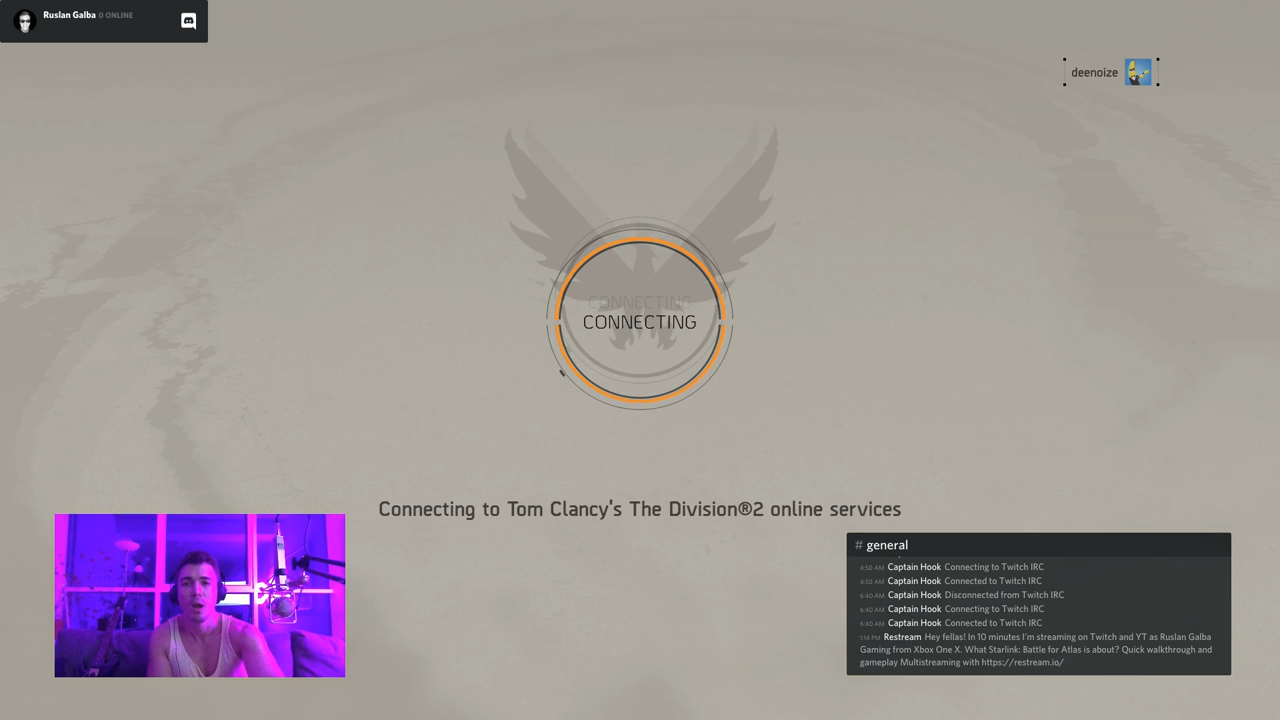 Ruslan Galba 0 ONLINE
deenoize
CONNECTING
CONNECTING
Connecting to Tom Clancy's The Division®2 online services
# general
4:50 AM Captain Hook Connecting to Twitch IRC
4:50 AM Captain Hook Connected to Twitch IRC
6:40 AM Captain Hook Disconnected from Twitch IRC
6:40 AM Captain Hook Connecting to Twitch IRC
6:40 AM Captain Hook Connected to Twitch IRC
1:14 PM Restream Hey fellas! In 10 minutes I'm streaming on Twitch and YT as Ruslan Galba
Gaming from Xbox One X. What Starlink: Battle for Atlas is about? Quick walkthrough and
gameplay Multistreaming with https://restream.io/